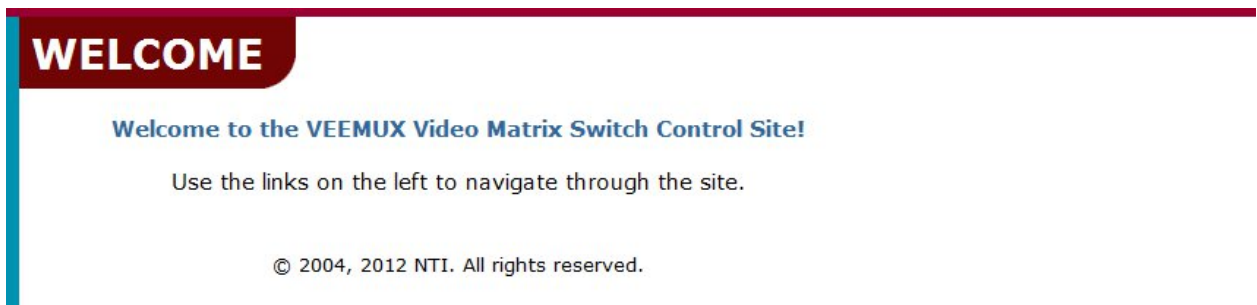 WELCOME
Welcome to the VEEMUX Video Matrix Switch Control Site!
Use the links on the left to navigate through the site.
© 2004, 2012 NTI. All rights reserved.